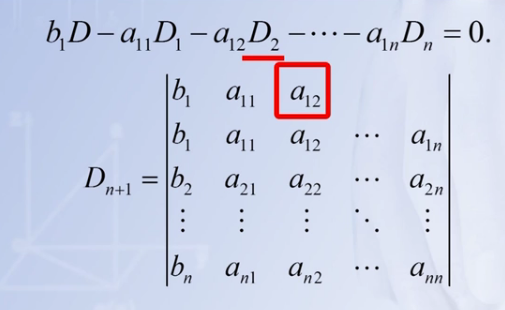 b₁D − a₁₁D₁ − a₁₂D₂ − ⋯ − a₁ₙDₙ = 0.
b₁ a₁₁ a₁₂
b₁ a₁₁ a₁₂ ⋯ a₁ₙ
Dₙ₊₁ = b₂ a₂₁ a₂₂ ⋯ a₂ₙ
⋮ ⋮ ⋮ ⋱ ⋮
bₙ aₙ₁ aₙ₂ ⋯ aₙₙ